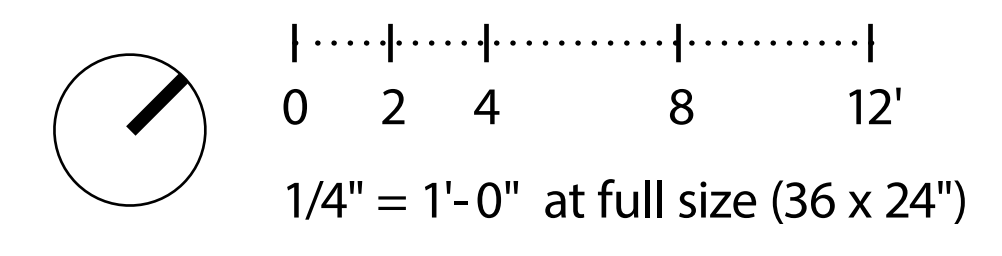 0 2 4 8 12'
1/4" = 1'-0" at full size (36 x 24")